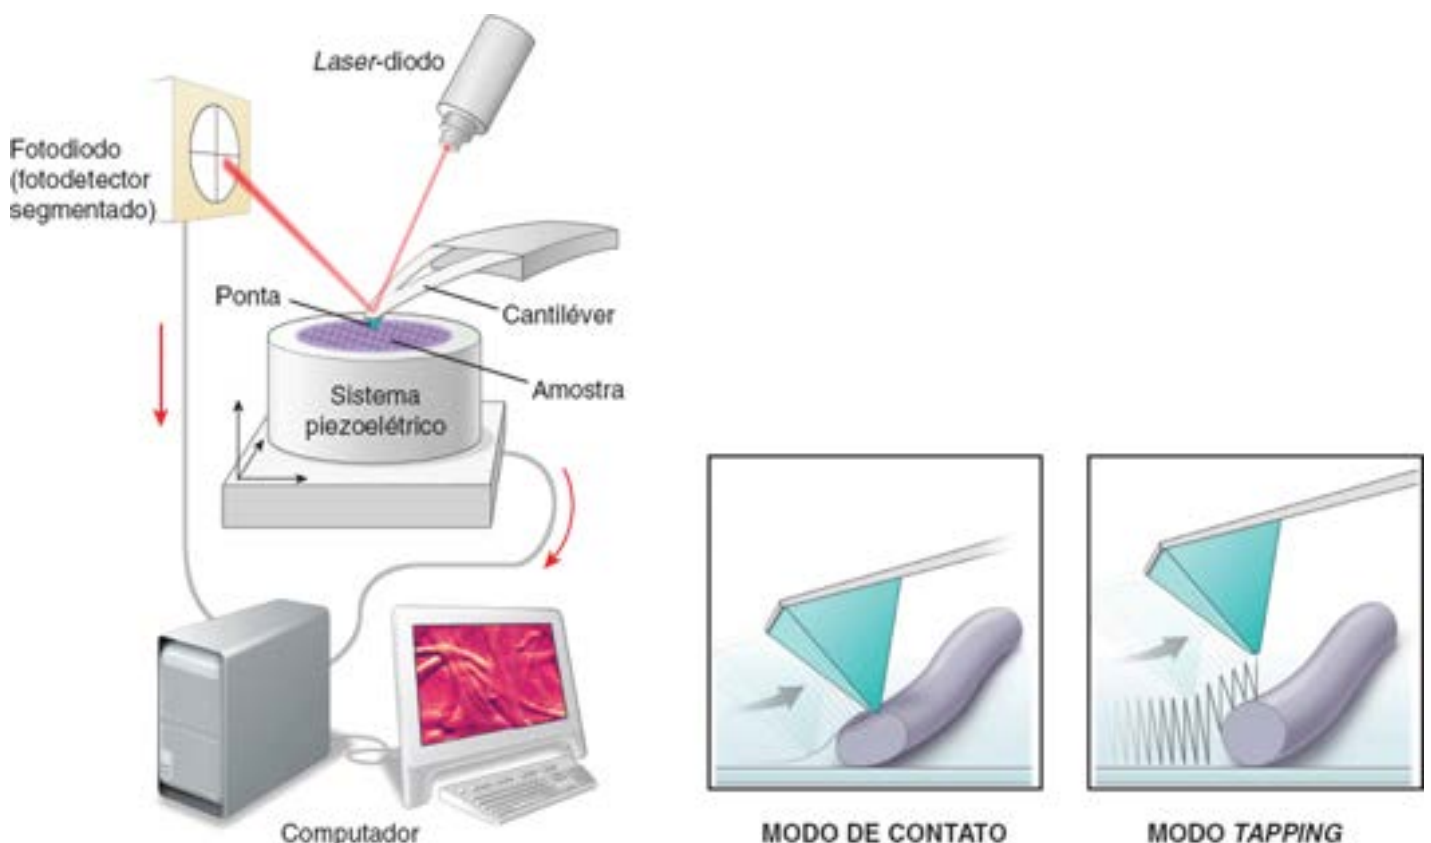 Laser-diodo
Fotodiodo
(fotodetector
segmentado)
Ponta
Cantiléver
Amostra
Sistema
piezoelétrico
Computador
MODO DE CONTATO
MODO TAPPING